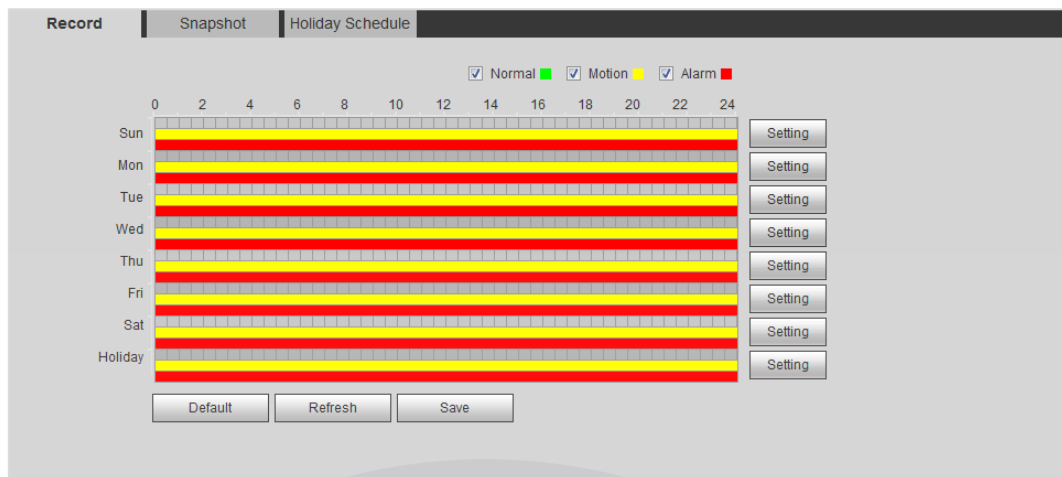 Record Snapshot Holiday Schedule
Normal Motion Alarm
0 2 4 6 8 10 12 14 16 18 20 22 24
Sun Setting
Mon Setting
Tue Setting
Wed Setting
Thu Setting
Fri Setting
Sat Setting
Holiday Setting
Default Refresh Save